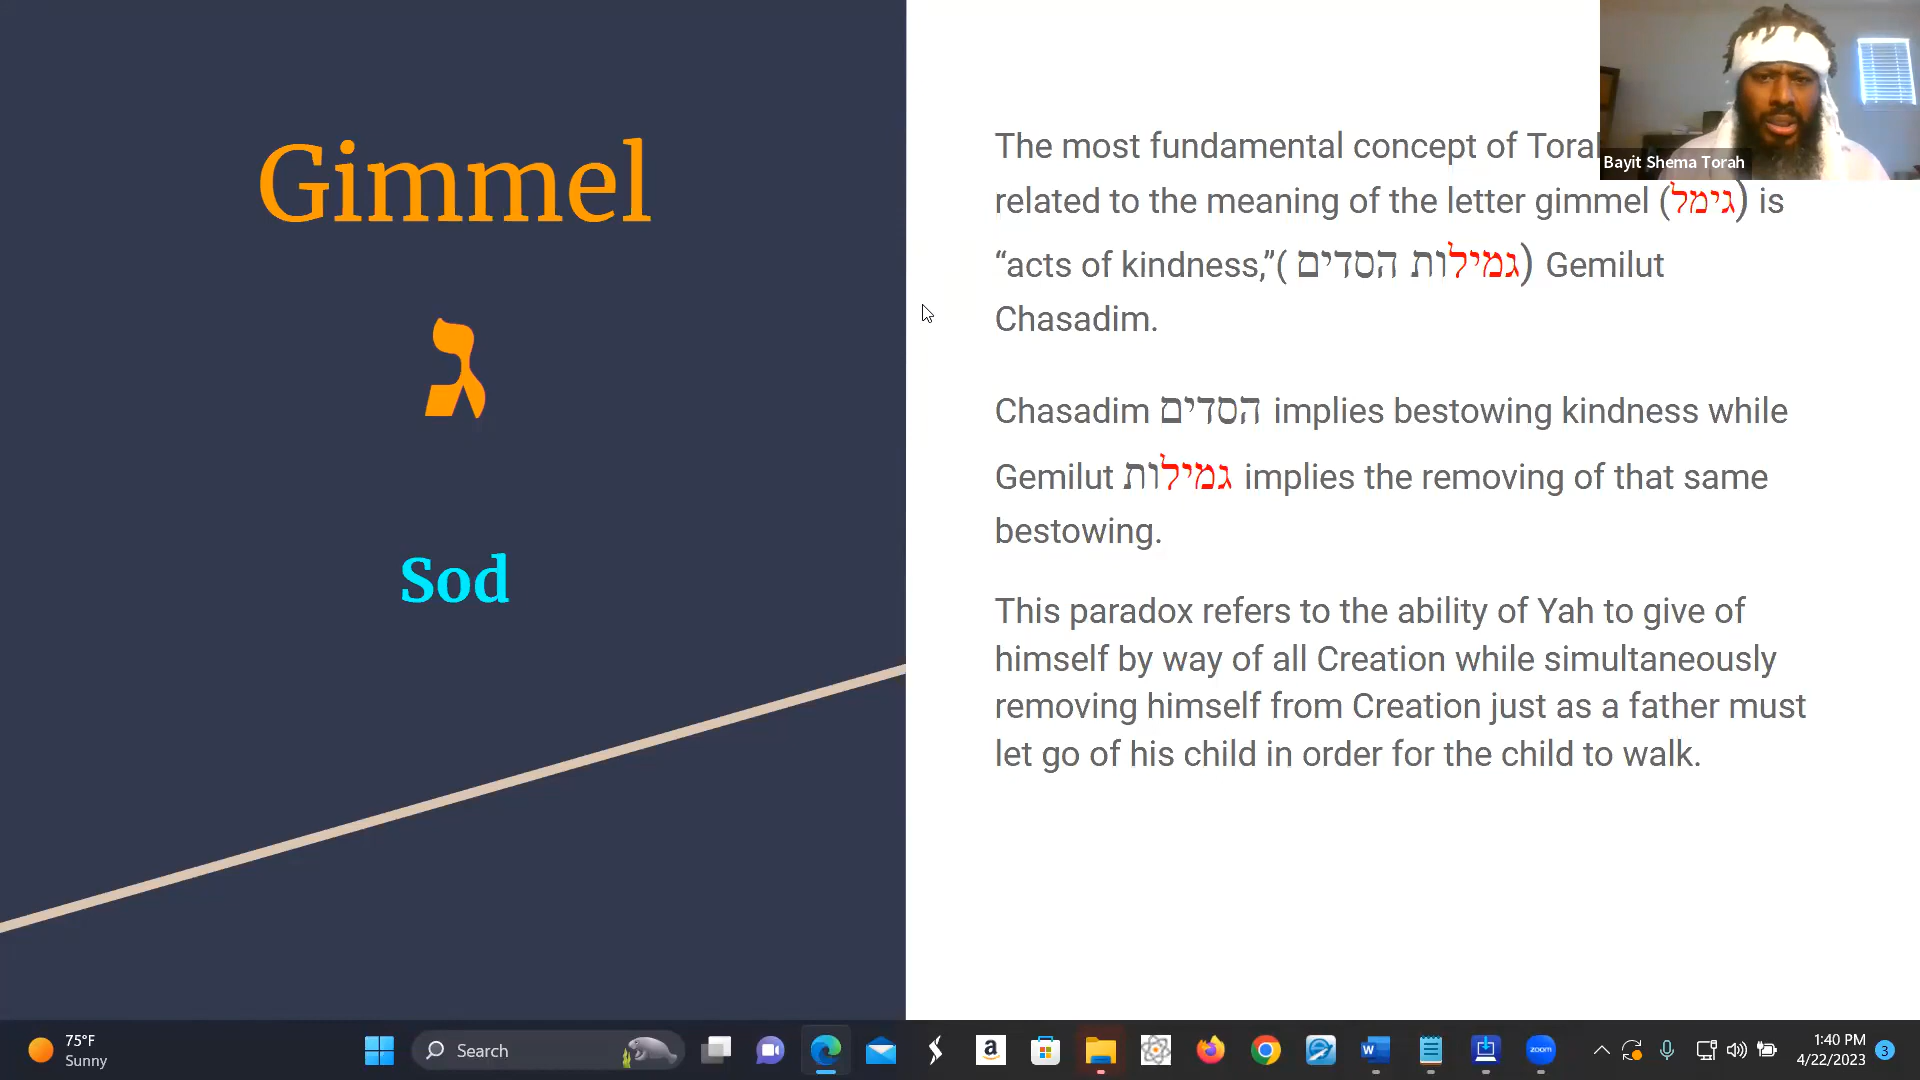 Gimmel
ג
Sod
The most fundamental concept of
related to the meaning of the letter gimmel (גימל) is
“acts of kindness,”( גמילות הסדים) Gemilut
Chasadim.
Chasadim הסדים implies bestowing kindness while
Gemilut גמילות implies the removing of that same
bestowing.
This paradox refers to the ability of Yah to give of
himself by way of all Creation while simultaneously
removing himself from Creation just as a father must
let go of his child in order for the child to walk.
Bayit Shema Torah
75°F
Sunny
Search
a
W
zoom
1:40 PM
4/22/2023
3